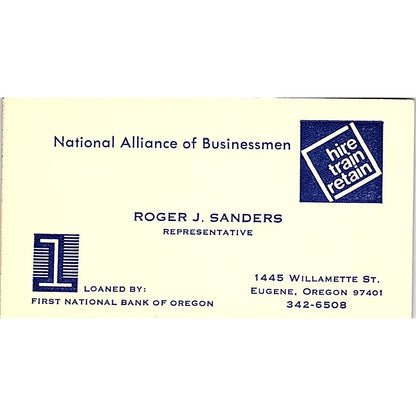 National Alliance of Businessmen
hire
train
retain
ROGER J. SANDERS
REPRESENTATIVE
1
LOANED BY:
FIRST NATIONAL BANK OF OREGON
1445 WILLAMETTE ST.
EUGENE, OREGON 97401
342-6508